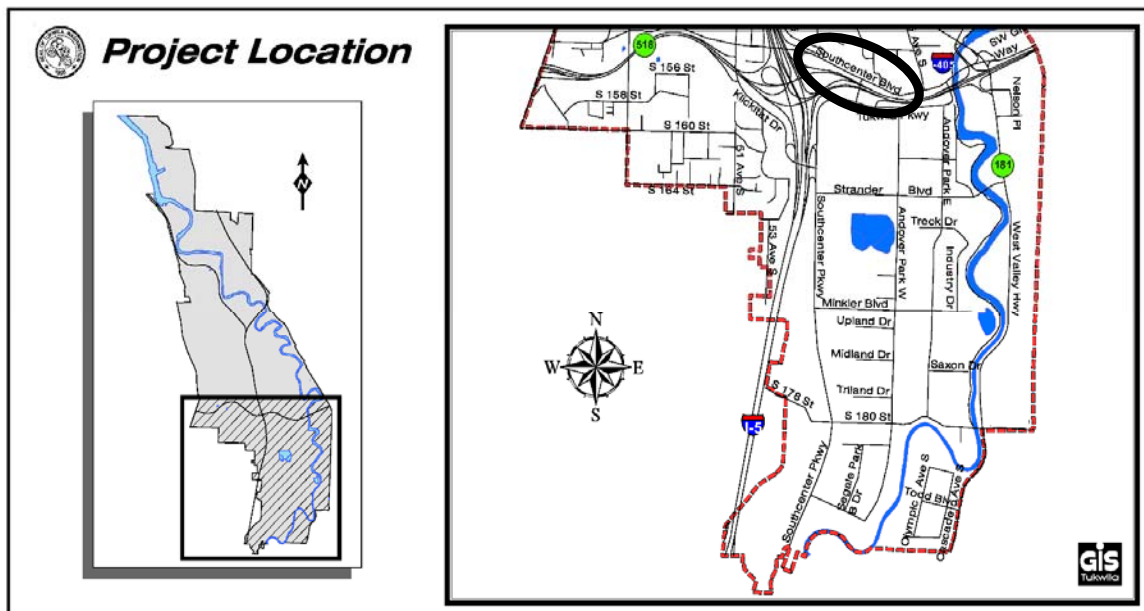 Project Location
N
518
Southcenter Blvd
Ave S
I-405
SW G
Way
S 156 St
S 158 St
Klickitat Dr
Nelson Pl
S 160 St
Pkwy
51 Ave S
Andover Park E
181
S 164 St
Strander Blvd
53 Ave S
Southcenter Pkwy
Andover Park W
Treck Dr
Industry Dr
West Valley Hwy
Minkler Blvd
Upland Dr
Midland Dr
Saxon Dr
Triland Dr
S 178 St
S 180 St
I-5
N
W E
S
Southcenter Pkwy
Segale Park
B Dr
Olympic Ave S
Todd Blvd
Cascade Ave S
GIS
Tukwila